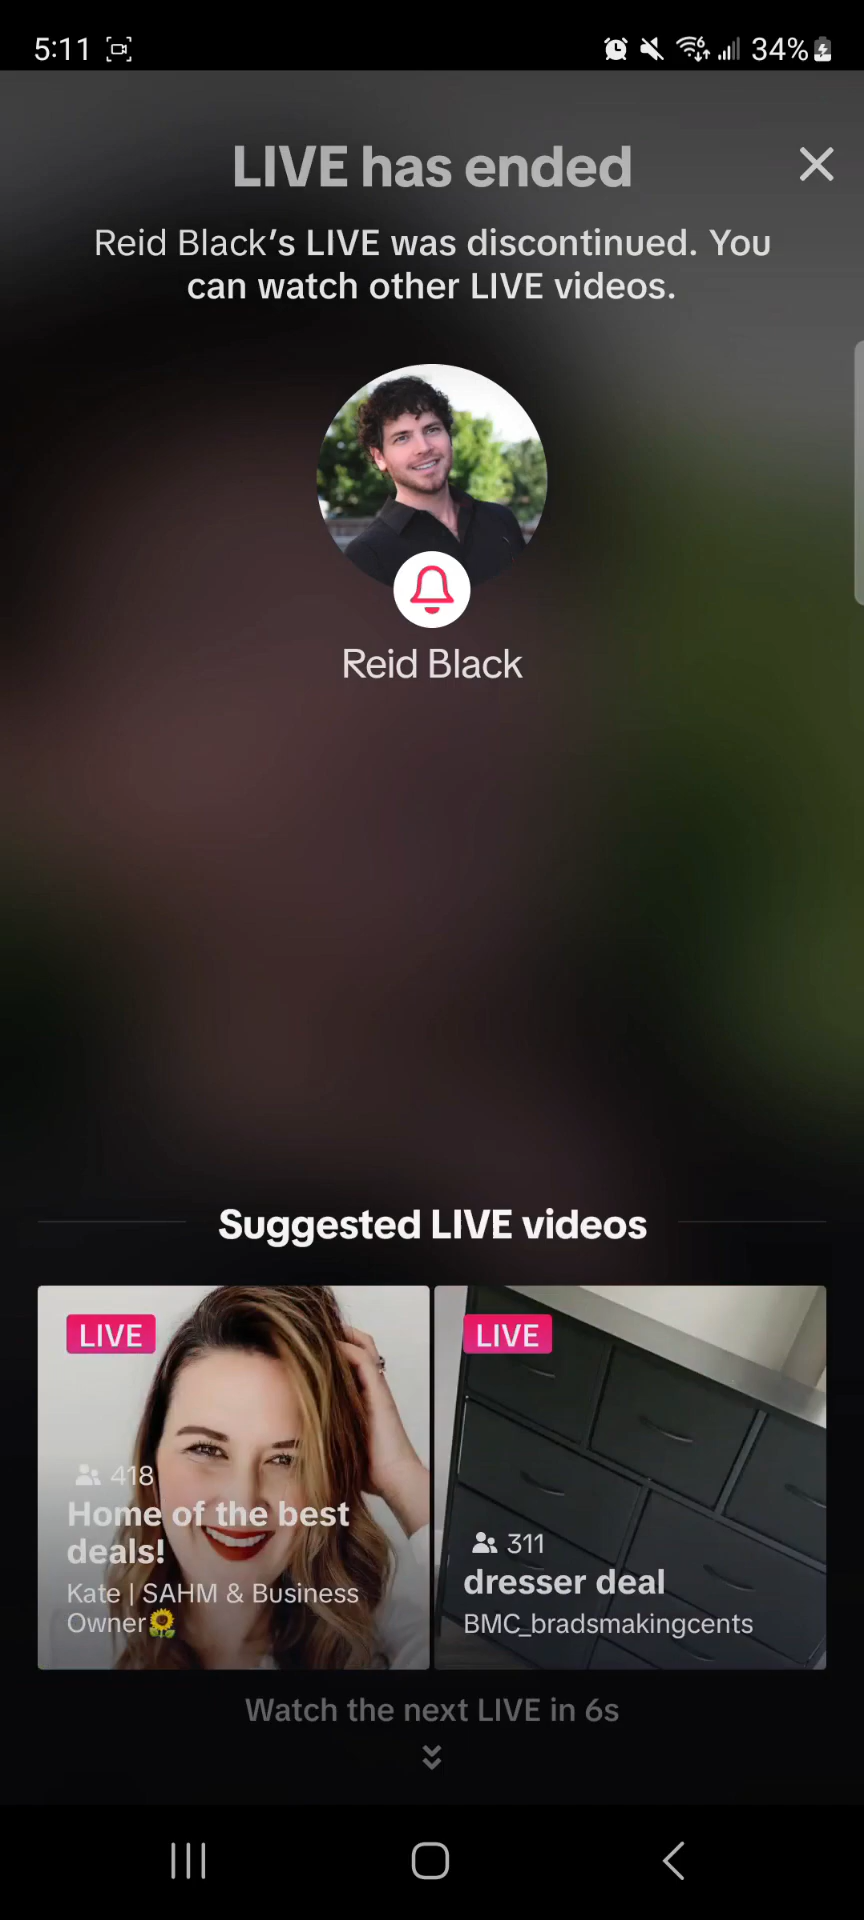 5:11
34%
LIVE has ended
Reid Black's LIVE was discontinued. You
can watch other LIVE videos.
Reid Black
Suggested LIVE videos
LIVE
418
Home of the best
deals!
Kate | SAHM & Business
Owner🌻
LIVE
311
dresser deal
BMC_bradsmakingcents
Watch the next LIVE in 6s